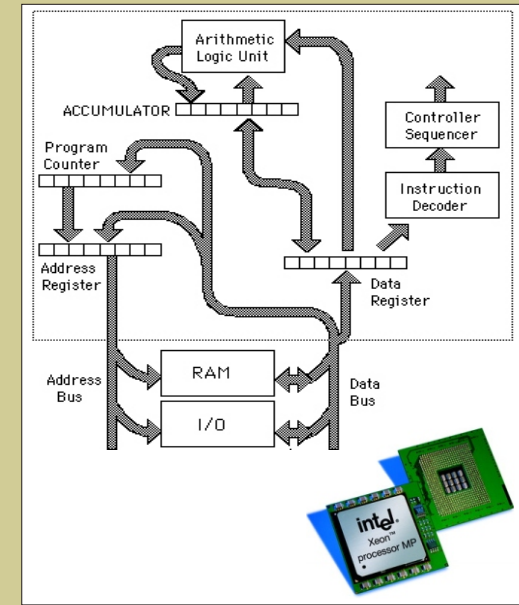 Arithmetic
Logic Unit
ACCUMULATOR
Controller
Sequencer
Program
Counter
Instruction
Decoder
Address
Register
Data
Register
RAM
Address
Bus
Data
Bus
I/O
intel.
Xeon™
processor MP